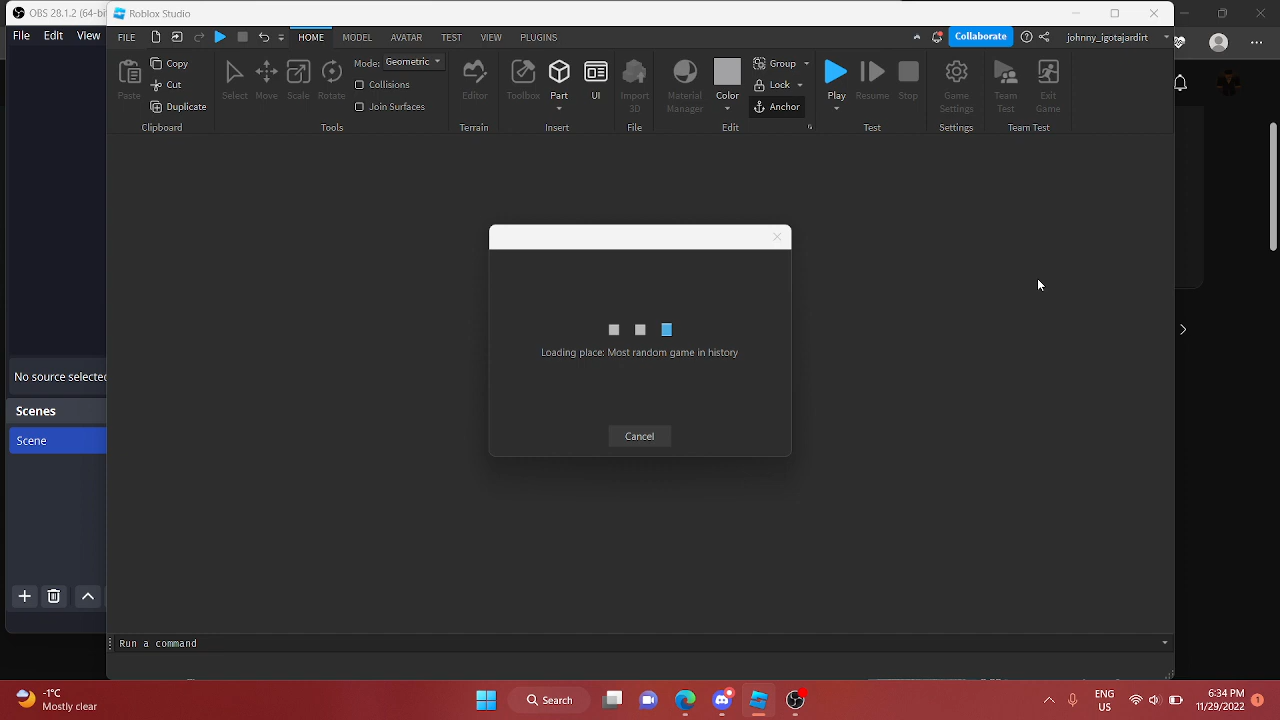 OBS 28.1.2 (64-bi
Roblox Studio
File Edit View
FILE HOME MODEL AVATAR TEST VIEW PLUGINS
Collaborate
johnny_igotajardirt
Paste
Copy
Cut
Duplicate
Clipboard
Select Move Scale Rotate
Mode: Geometric
Collisions
Join Surfaces
Tools
Editor
Terrain
Toolbox Part UI
Insert
Import
3D
File
Material
Manager
Color
Group
Lock
Anchor
Edit
Play Resume Stop
Test
Game
Settings
Settings
Team
Test
Exit
Game
Team Test
Loading place: Most random game in history
Cancel
No source selected
Scenes
Scene
Run a command
-1°C
Mostly clear
Search
ENG
US
6:34 PM
11/29/2022
1